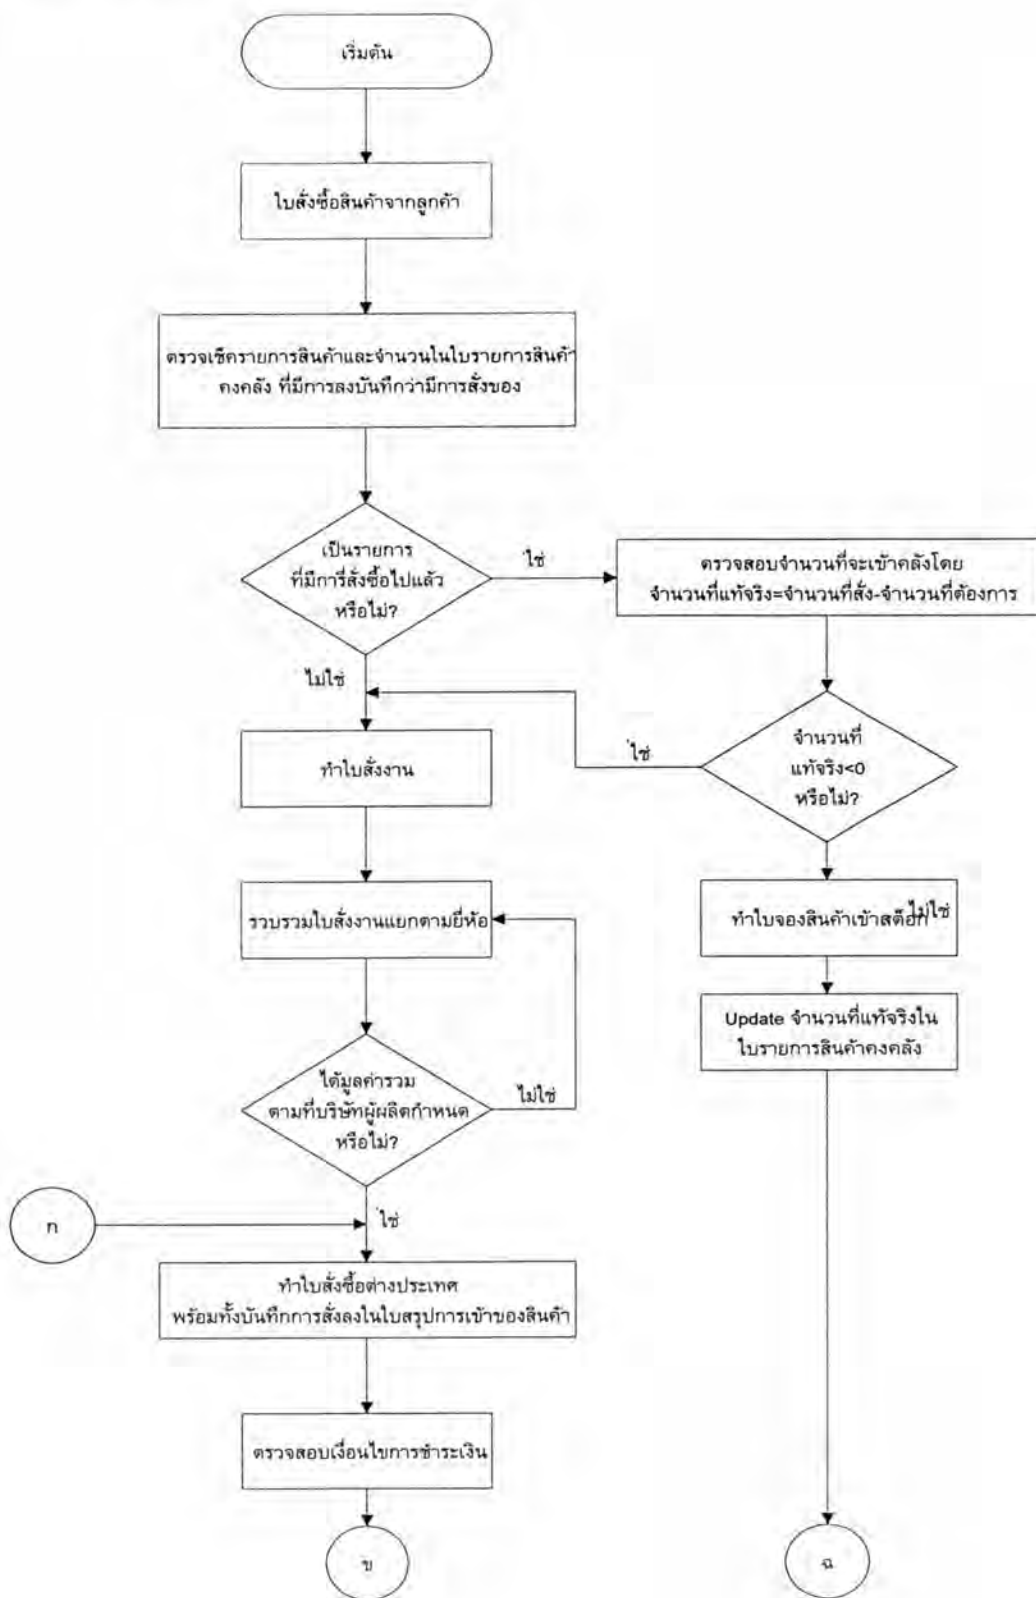 เริ่มต้น
ใบสั่งซื้อสินค้าจากลูกค้า
ตรวจเช็ครายการสินค้าและจำนวนในใบรายการสินค้า
คงคลัง ที่มีการลงบันทึกว่ามีการสั่งของ
เป็นรายการ
ที่มีการี่สั่งซื้อไปแล้ว
หรือไม่?
ใช่
ตรวจสอบจำนวนที่จะเข้าคลังโดย
จำนวนที่แท้จริง=จำนวนที่สั่ง-จำนวนที่ต้องการ
ไม่ใช่
ทำใบสั่งงาน
ใช่
จำนวนที่
แท้จริง<0
หรือไม่?
รวบรวมใบสั่งงานแยกตามยี่ห้อ
ทำใบจองสินค้าเข้าสต็อก
ไม่ใช่
Update จำนวนที่แท้จริงใน
ใบรายการสินค้าคงคลัง
ได้มูลค่ารวม
ตามที่บริษัทผู้ผลิตกำหนด
หรือไม่?
ไม่ใช่
ก
ใช่
ทำใบสั่งซื้อต่างประเทศ
พร้อมทั้งบันทึกการสั่งลงในใบสรุปการเข้าของสินค้า
ตรวจสอบเงื่อนไขการชำระเงิน
ข
ฉ